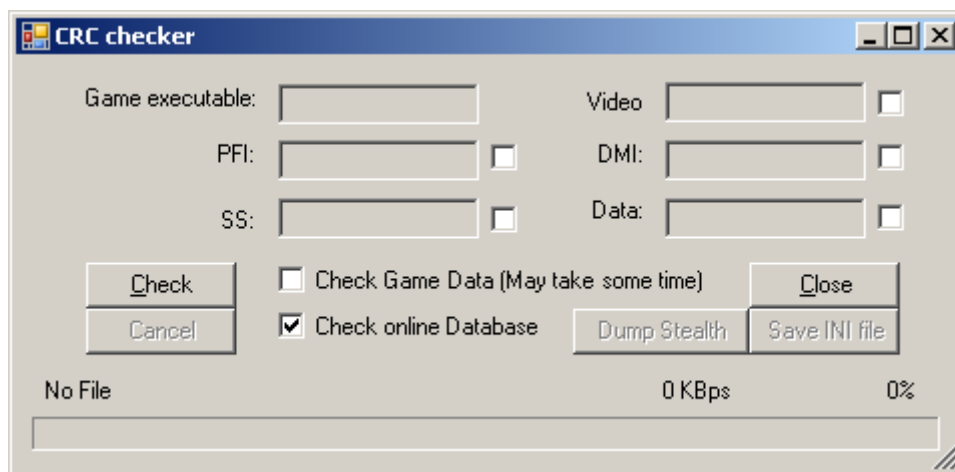 CRC checker
Game executable:
Video
PFI:
DMI:
SS:
Data:
Check
Check Game Data (May take some time)
Close
Cancel
Check online Database
Dump Stealth
Save INI file
No File
0 KBps
0%